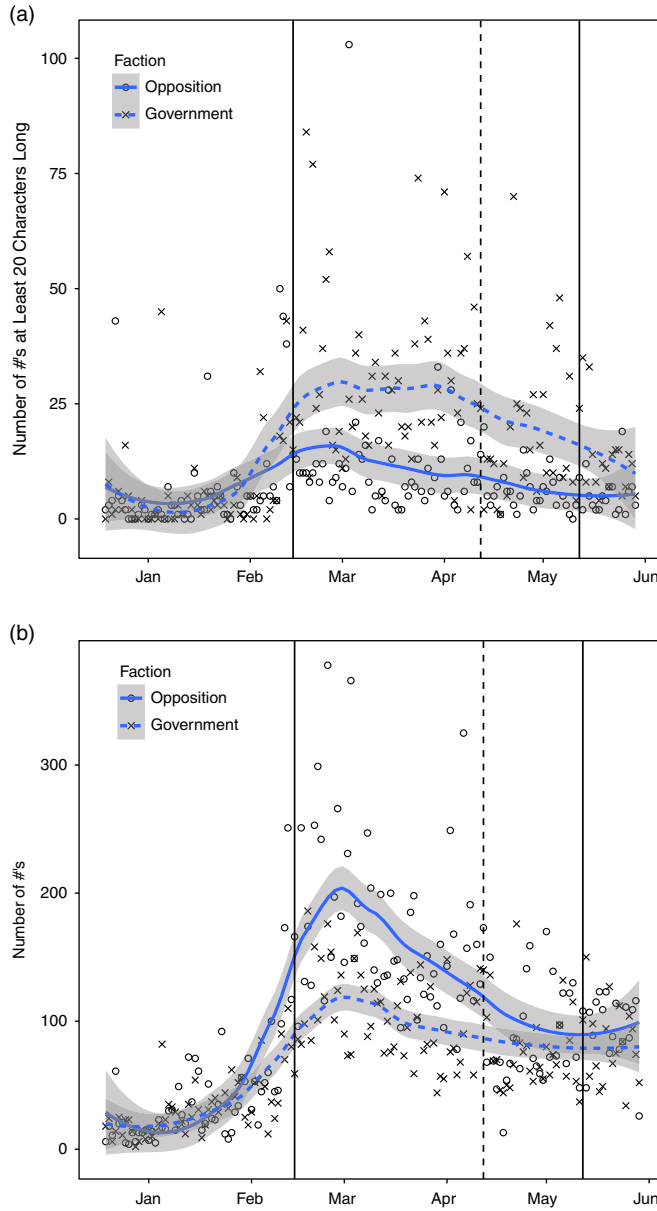 (a)
Number of #'s at Least 20 Characters Long
100
75
50
25
0
Faction
Opposition
Government
Jan Feb Mar Apr May Jun
(b)
Number of #'s
300
200
100
0
Faction
Opposition
Government
Jan Feb Mar Apr May Jun